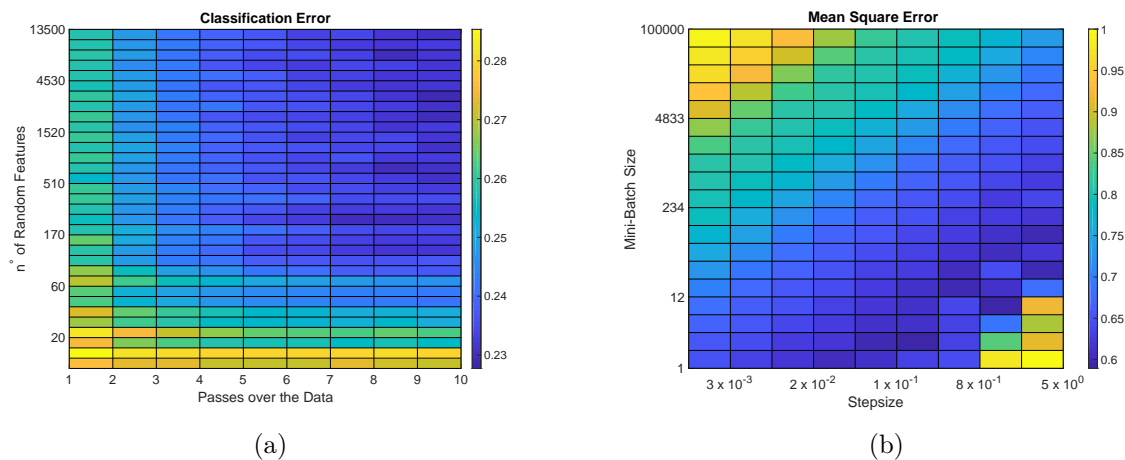 Classification Error
13500
4530
1520
510
170
60
20
n° of Random Features
1 2 3 4 5 6 7 8 9 10
Passes over the Data
0.28
0.27
0.26
0.25
0.24
0.23
(a)
Mean Square Error
100000
4833
234
12
1
Mini-Batch Size
3 x 10-3 2 x 10-2 1 x 10-1 8 x 10-1 5 x 100
Stepsize
1
0.95
0.9
0.85
0.8
0.75
0.7
0.65
0.6
(b)